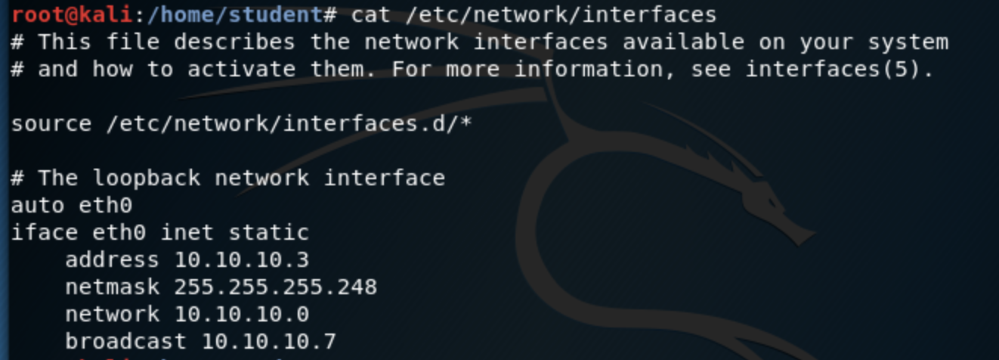 root@kali:/home/student# cat /etc/network/interfaces
# This file describes the network interfaces available on your system
# and how to activate them. For more information, see interfaces(5).
source /etc/network/interfaces.d/*
# The loopback network interface
auto eth0
iface eth0 inet static
address 10.10.10.3
netmask 255.255.255.248
network 10.10.10.0
broadcast 10.10.10.7